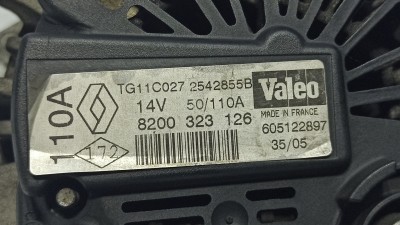 110A
172
TG11C027 2542855B
14V 50/110A
8200 323 126
Valeo
MADE IN FRANCE
605122897
35/05